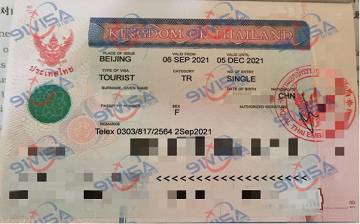 KINGDOM OF THAILAND
PLACE OF ISSUE VALID FROM VALID UNTIL
BEIJING 06 SEP 2021 05 DEC 2021
TYPE OF VISA CATEGORY NO OF ENTRY
TOURIST TR SINGLE
SURNAME, GIVEN NAME DATE OF BIRTH NATIONALITY
CHN
PASSPORT NUMBER SEX AUTHORIZED SIGNATURE
F
REMARKS
Telex 0303/817/2564 2Sep2021
ประเทศไทย
<<<<<<<<<<<<<<
91VISA